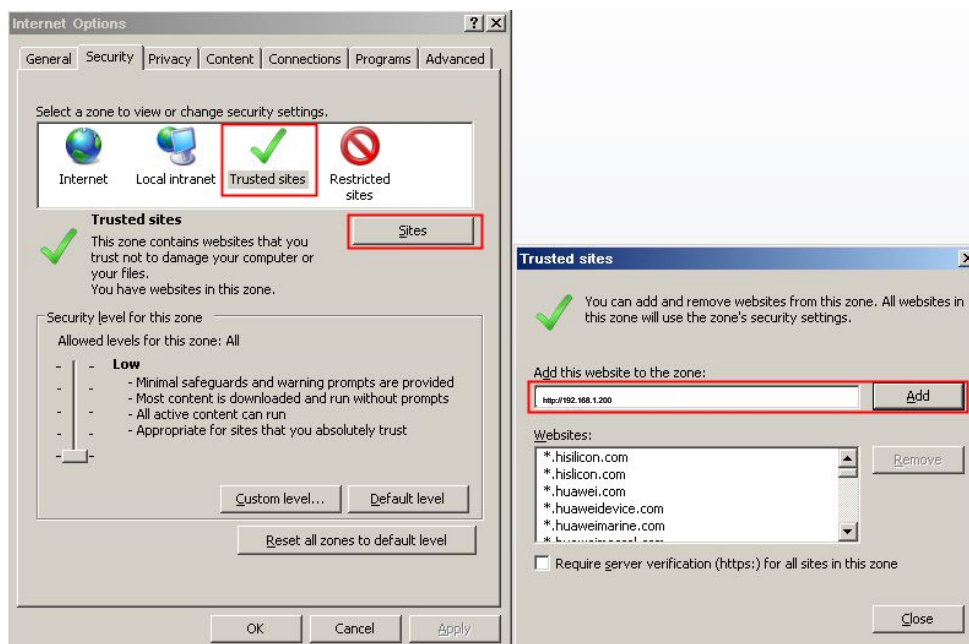 Internet Options
General Security Privacy Content Connections Programs Advanced
Select a zone to view or change security settings.
Internet Local intranet Trusted sites Restricted
sites
Trusted sites
Sites
This zone contains websites that you
trust not to damage your computer or
your files.
You have websites in this zone.
Security level for this zone
Allowed levels for this zone: All
Low
- Minimal safeguards and warning prompts are provided
- Most content is downloaded and run without prompts
- All active content can run
- Appropriate for sites that you absolutely trust
Custom level... Default level
Reset all zones to default level
OK Cancel Apply
Trusted sites
You can add and remove websites from this zone. All websites in
this zone will use the zone's security settings.
Add this website to the zone:
http://192.168.1.200 Add
Websites:
*.hisilicon.com
*.hislicon.com
*.huawei.com
*.huaweidevice.com
*.huaweimarine.com
Remove
Require server verification (https:) for all sites in this zone
Close